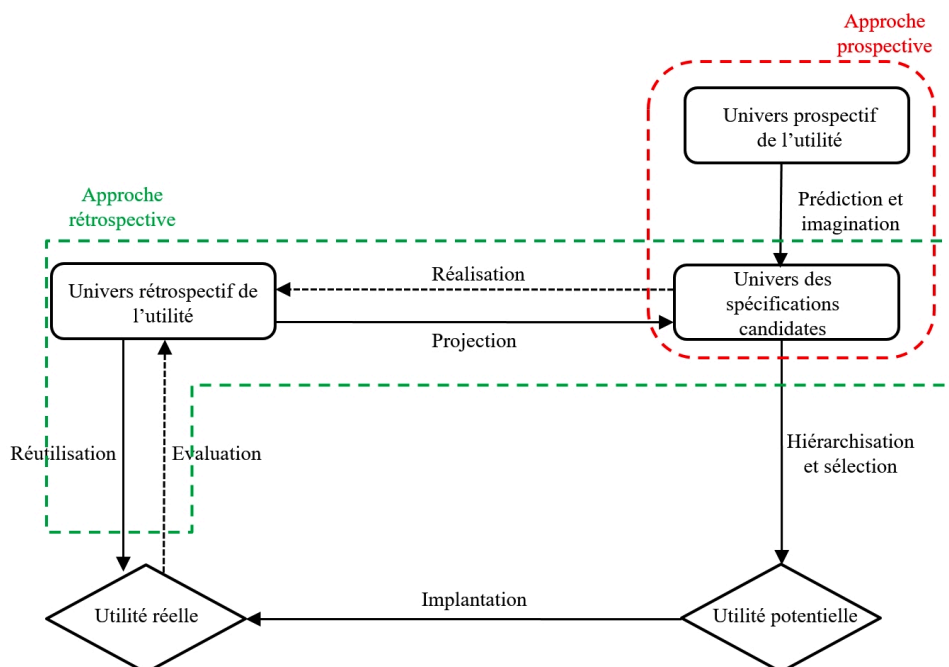 Approche
prospective
Univers prospectif
de l’utilité
Approche
rétrospective
Prédiction et
imagination
Univers rétrospectif de
l’utilité
Réalisation
Projection
Univers des
spécifications
candidates
Réutilisation
Evaluation
Hiérarchisation
et sélection
Utilité réelle
Implantation
Utilité potentielle